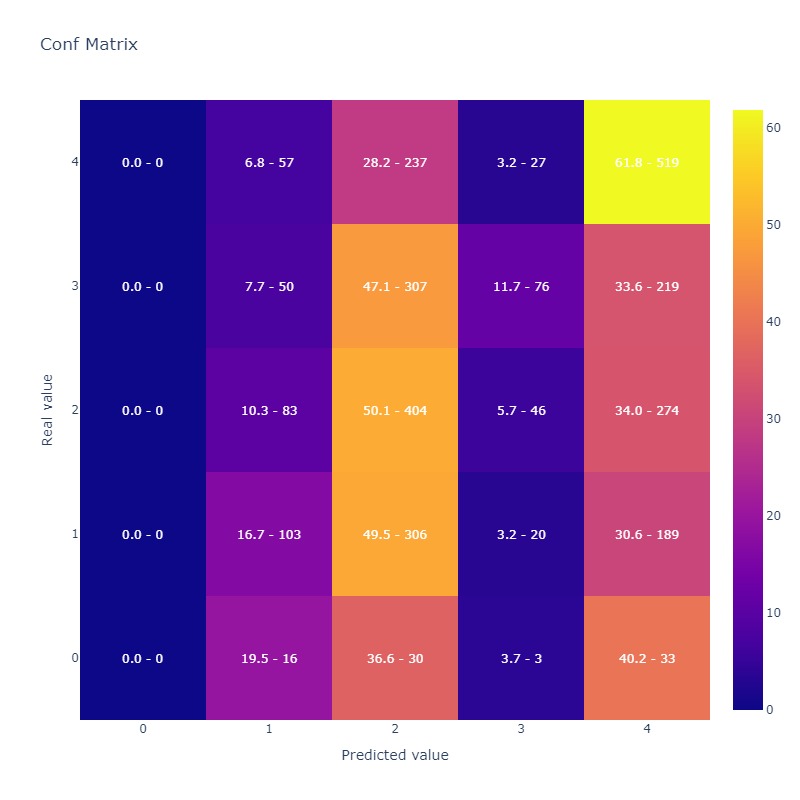 Conf Matrix
60
4 0.0 - 0 6.8 - 57 28.2 - 237 3.2 - 27 61.8 - 519
50
3 0.0 - 0 7.7 - 50 47.1 - 307 11.7 - 76 33.6 - 219
40
Real value
2 0.0 - 0 10.3 - 83 50.1 - 404 5.7 - 46 34.0 - 274
30
20
1 0.0 - 0 16.7 - 103 49.5 - 306 3.2 - 20 30.6 - 189
10
0 0.0 - 0 19.5 - 16 36.6 - 30 3.7 - 3 40.2 - 33
0
0 1 2 3 4
Predicted value